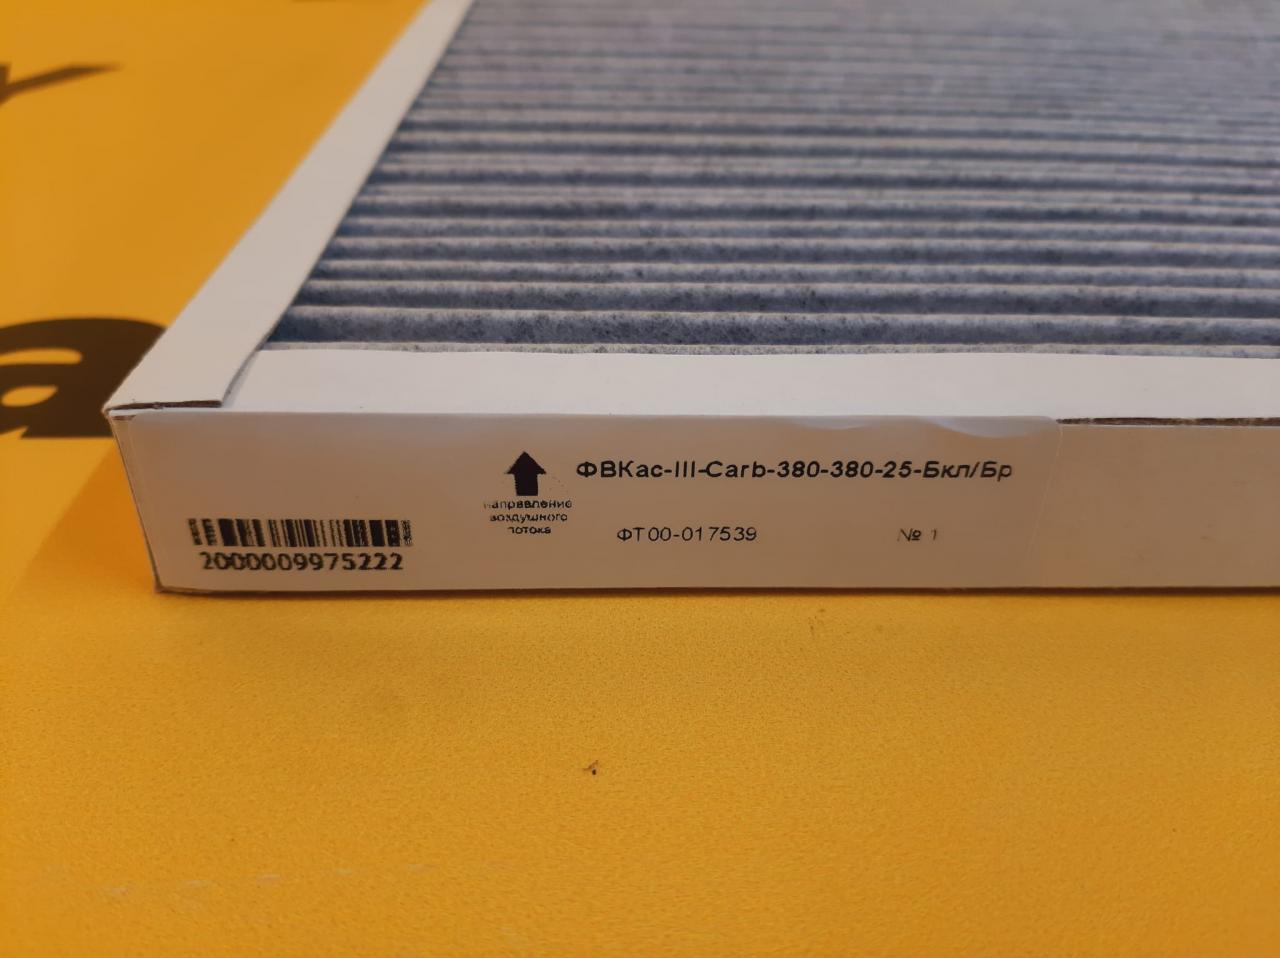 ФВКас-III-Carb-380-380-25-Бкл/Бр
направление
воздушного
потока
ФТ00-017539
№ 1
2000009975222